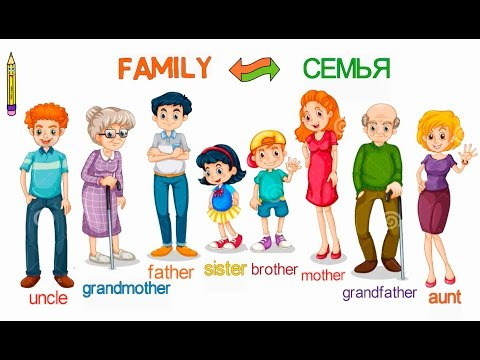 FAMILY СЕМЬЯ
uncle
grandmother
father
sister
brother
mother
grandfather
aunt